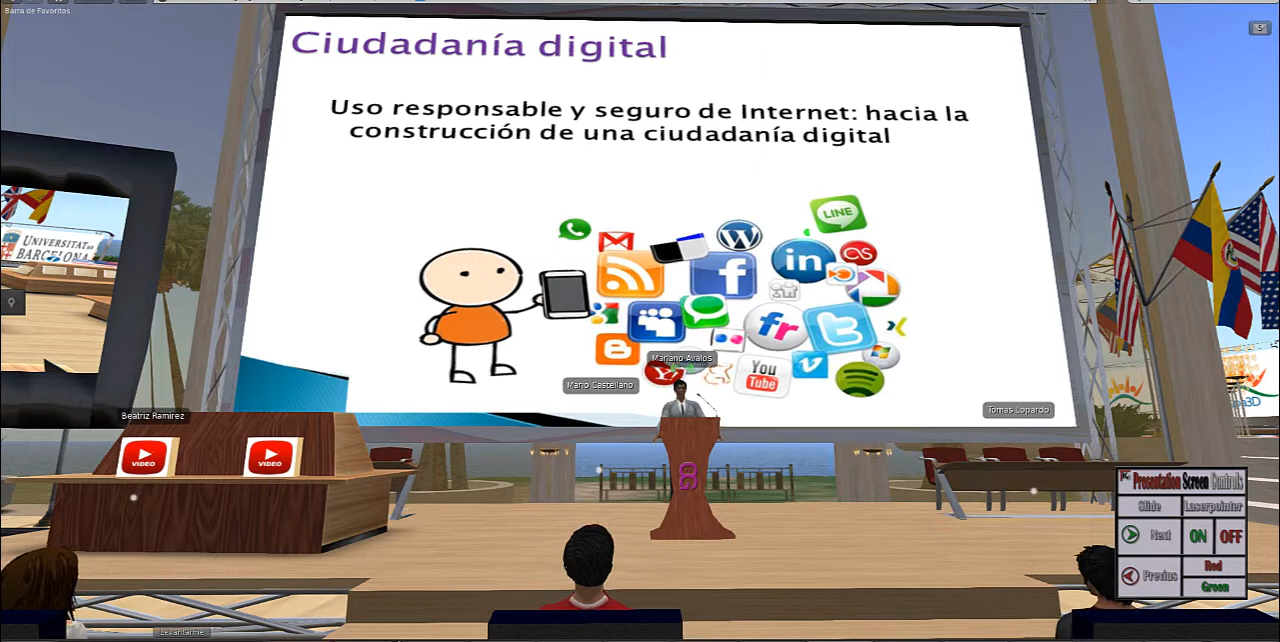 Barra de Favoritos
5
Ciudadanía digital
Uso responsable y seguro de Internet: hacia la
construcción de una ciudadanía digital
LINE
UNIVERSITAT DE
BARCELONA
in
f
fr
You
Tube
Mariano Avalos
Mario Castellano
Beatriz Ramirez
Tomas Lopardo
VIDEO
VIDEO
Presentation Screen Controls
Slide
Laserpointer
Next
ON
OFF
Previus
Red
Green
Levantarme